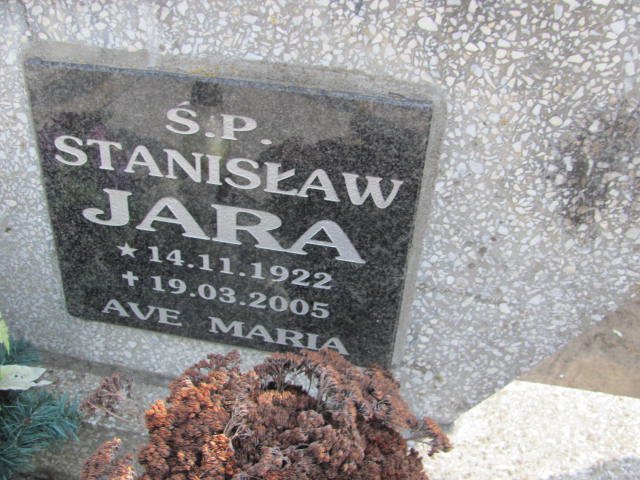 Ś.P.
STANISŁAW
JARA
★ 14.11.1922
✝ 19.03.2005
AVE MARIA